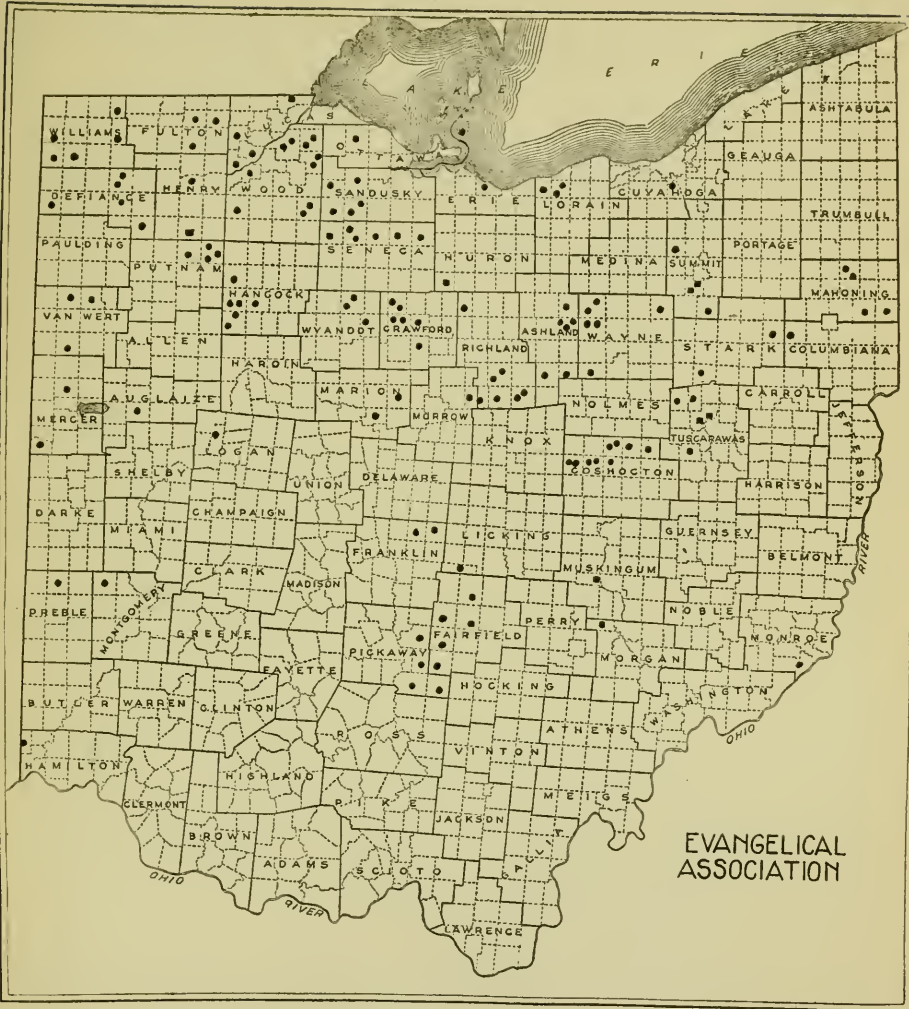 LAKE ERIE
LAKE
ASHTABULA
WILLIAMS
FULTON
LUCAS
OTTAWA
GEAUGA
CUYAHOGA
DEFIANCE
HENRY
WOOD
SANDUSKY
ERIE
LORAIN
TRUMBULL
PAULDING
PUTNAM
SENECA
HURON
MEDINA
SUMMIT
PORTAGE
MAHONING
HANCOCK
VAN WERT
ALLEN
WYANDOT
CRAWFORD
RICHLAND
ASHLAND
WAYNE
STARK
COLUMBIANA
HARDIN
MERCER
AUGLAIZE
MARION
MORROW
HOLMES
CARROLL
JEFFERSON
LOGAN
KNOX
TUSCARAWAS
SHELBY
UNION
DELAWARE
COSHOCTON
HARRISON
DARKE
CHAMPAIGN
MIAMI
FRANKLIN
LICKING
GUERNSEY
BELMONT
CLARK
MADISON
MUSKINGUM
RIVER
PREBLE
MONTGOMERY
GREENE
FAIRFIELD
PERRY
NOBLE
MONROE
FAYETTE
PICKAWAY
MORGAN
HOCKING
WASHINGTON
BUTLER
WARREN
CLINTON
ROSS
VINTON
ATHENS
OHIO
HAMILTON
HIGHLAND
CLERMONT
PIKE
JACKSON
MEIGS
BROWN
ADAMS
SCIOTO
GALLIA
OHIO
RIVER
LAWRENCE
EVANGELICAL
ASSOCIATION